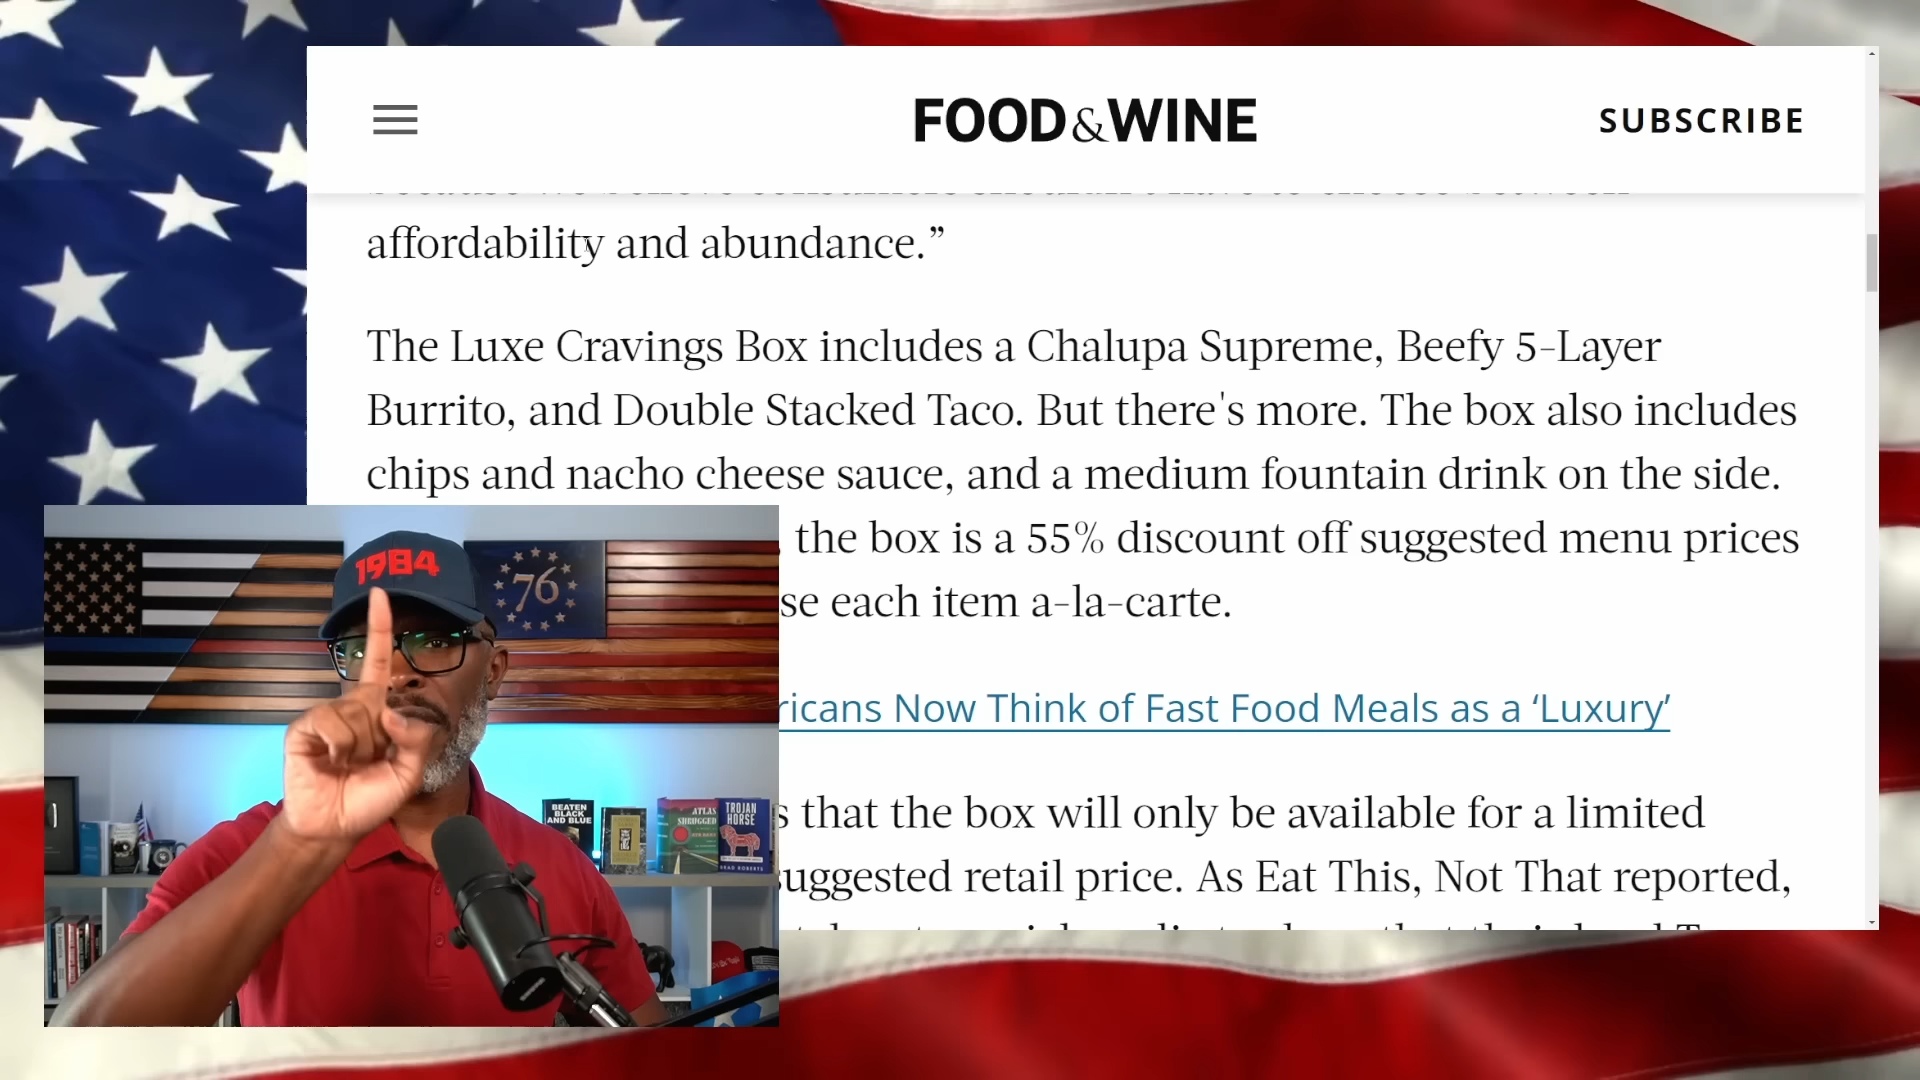 FOOD&WINE
SUBSCRIBE
affordability and abundance.”
The Luxe Cravings Box includes a Chalupa Supreme, Beefy 5-Layer
Burrito, and Double Stacked Taco. But there's more. The box also includes
chips and nacho cheese sauce, and a medium fountain drink on the side.
, the box is a 55% discount off suggested menu prices
se each item a-la-carte.
ricans Now Think of Fast Food Meals as a ‘Luxury’
s that the box will only be available for a limited
suggested retail price. As Eat This, Not That reported,
1984
76
BEATEN
BLACK
AND BLUE
ATLAS
SHRUGGED
TROJAN
HORSE
BRAD ROBERTS